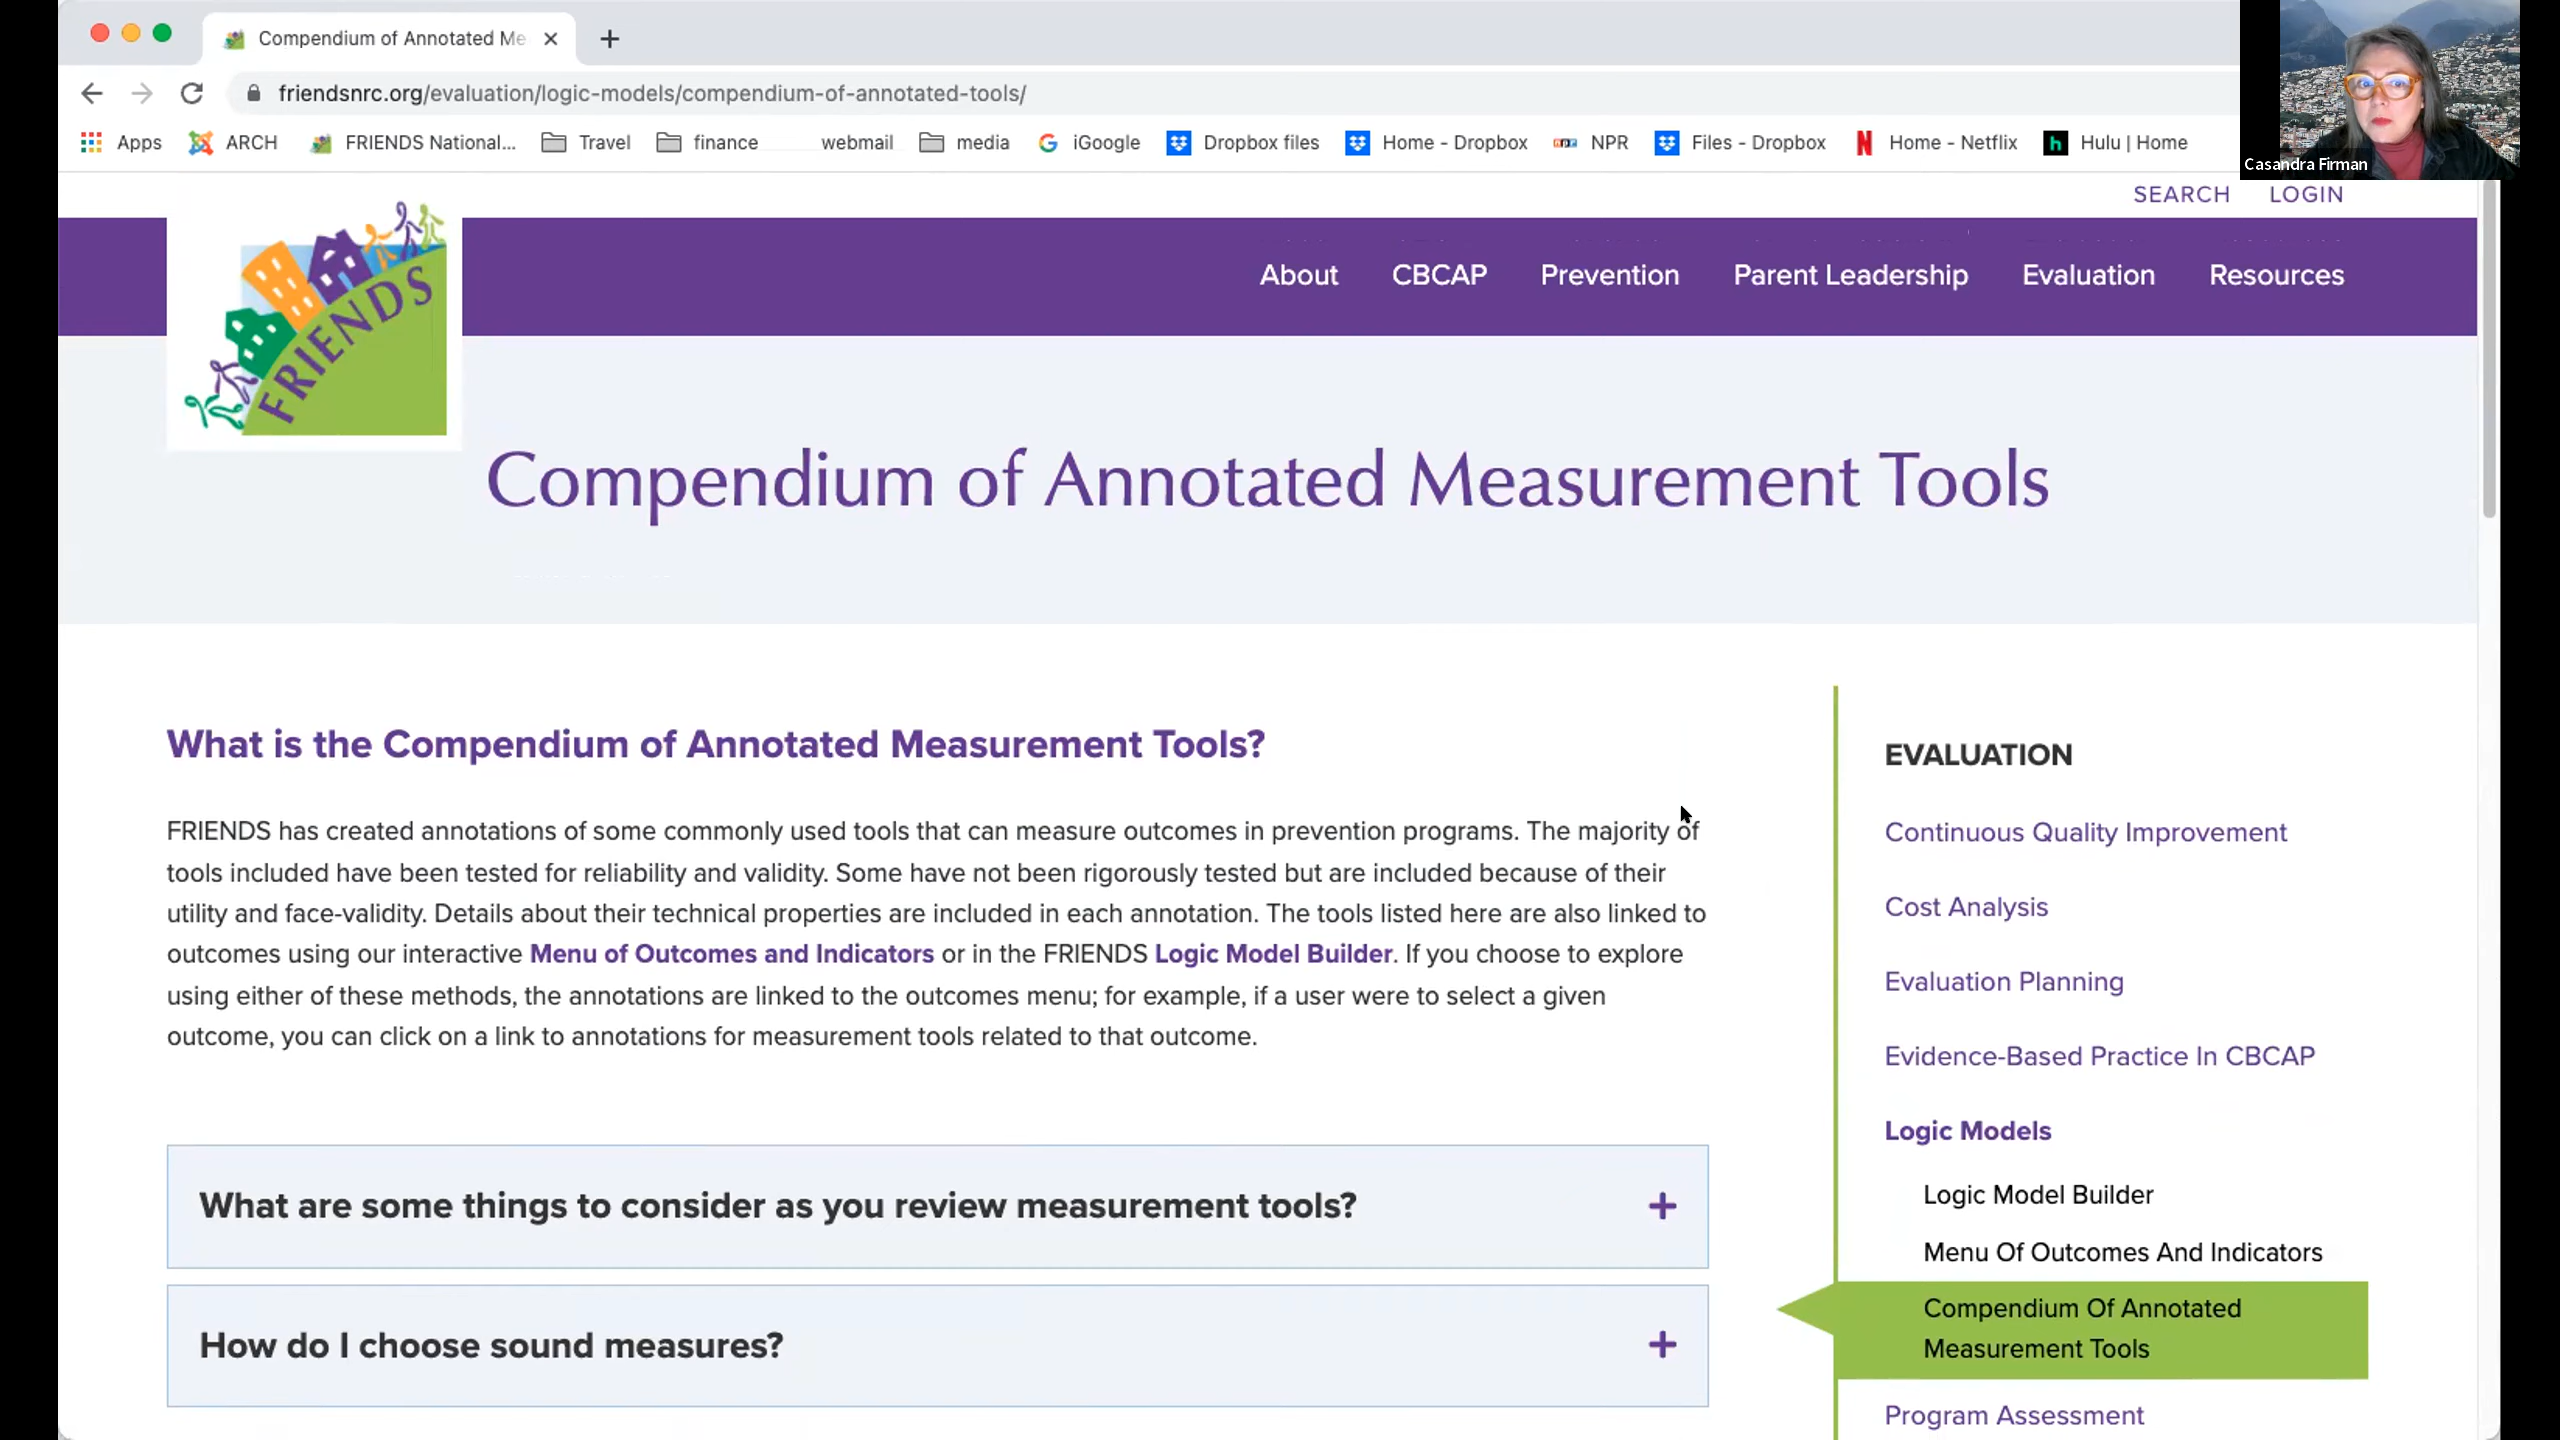 Compendium of Annotated Me
friendsnrc.org/evaluation/logic-models/compendium-of-annotated-tools/
Apps ARCH FRIENDS National... Travel finance webmail media iGoogle Dropbox files Home - Dropbox NPR Files - Dropbox Home - Netflix Hulu | Home
Casandra Firman
SEARCH LOGIN
FRIENDS
About CBCAP Prevention Parent Leadership Evaluation Resources
Compendium of Annotated Measurement Tools
What is the Compendium of Annotated Measurement Tools?
FRIENDS has created annotations of some commonly used tools that can measure outcomes in prevention programs. The majority of
tools included have been tested for reliability and validity. Some have not been rigorously tested but are included because of their
utility and face-validity. Details about their technical properties are included in each annotation. The tools listed here are also linked to
outcomes using our interactive Menu of Outcomes and Indicators or in the FRIENDS Logic Model Builder. If you choose to explore
using either of these methods, the annotations are linked to the outcomes menu; for example, if a user were to select a given
outcome, you can click on a link to annotations for measurement tools related to that outcome.
What are some things to consider as you review measurement tools? +
How do I choose sound measures? +
EVALUATION
Continuous Quality Improvement
Cost Analysis
Evaluation Planning
Evidence-Based Practice In CBCAP
Logic Models
Logic Model Builder
Menu Of Outcomes And Indicators
Compendium Of Annotated
Measurement Tools
Program Assessment